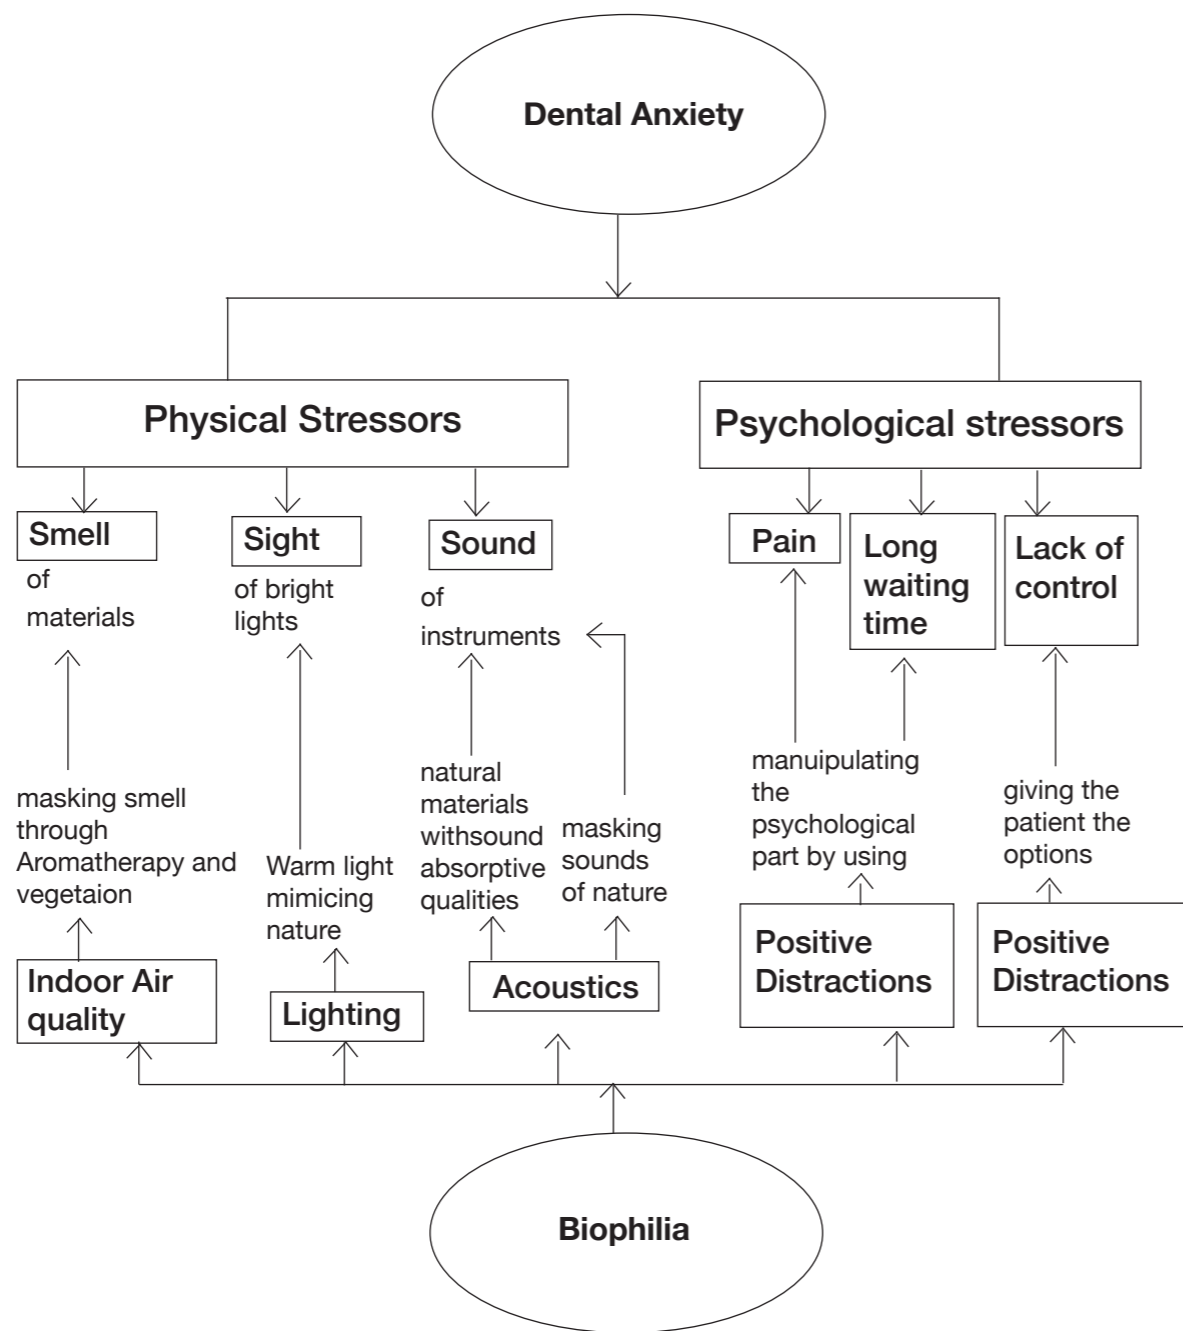 Dental Anxiety
Physical Stressors
Psychological stressors
Smell
of
materials
Sight
of bright
lights
Sound
of
instruments
Pain
Long
waiting
time
Lack of
control
masking smell
through
Aromatherapy and
vegetaion
Warm light
mimicing
nature
natural
materials
withsound
absorptive
qualities
masking
sounds
of nature
manuipulating
the
psychological
part by using
giving the
patient the
options
Indoor Air
quality
Lighting
Acoustics
Positive
Distractions
Positive
Distractions
Biophilia